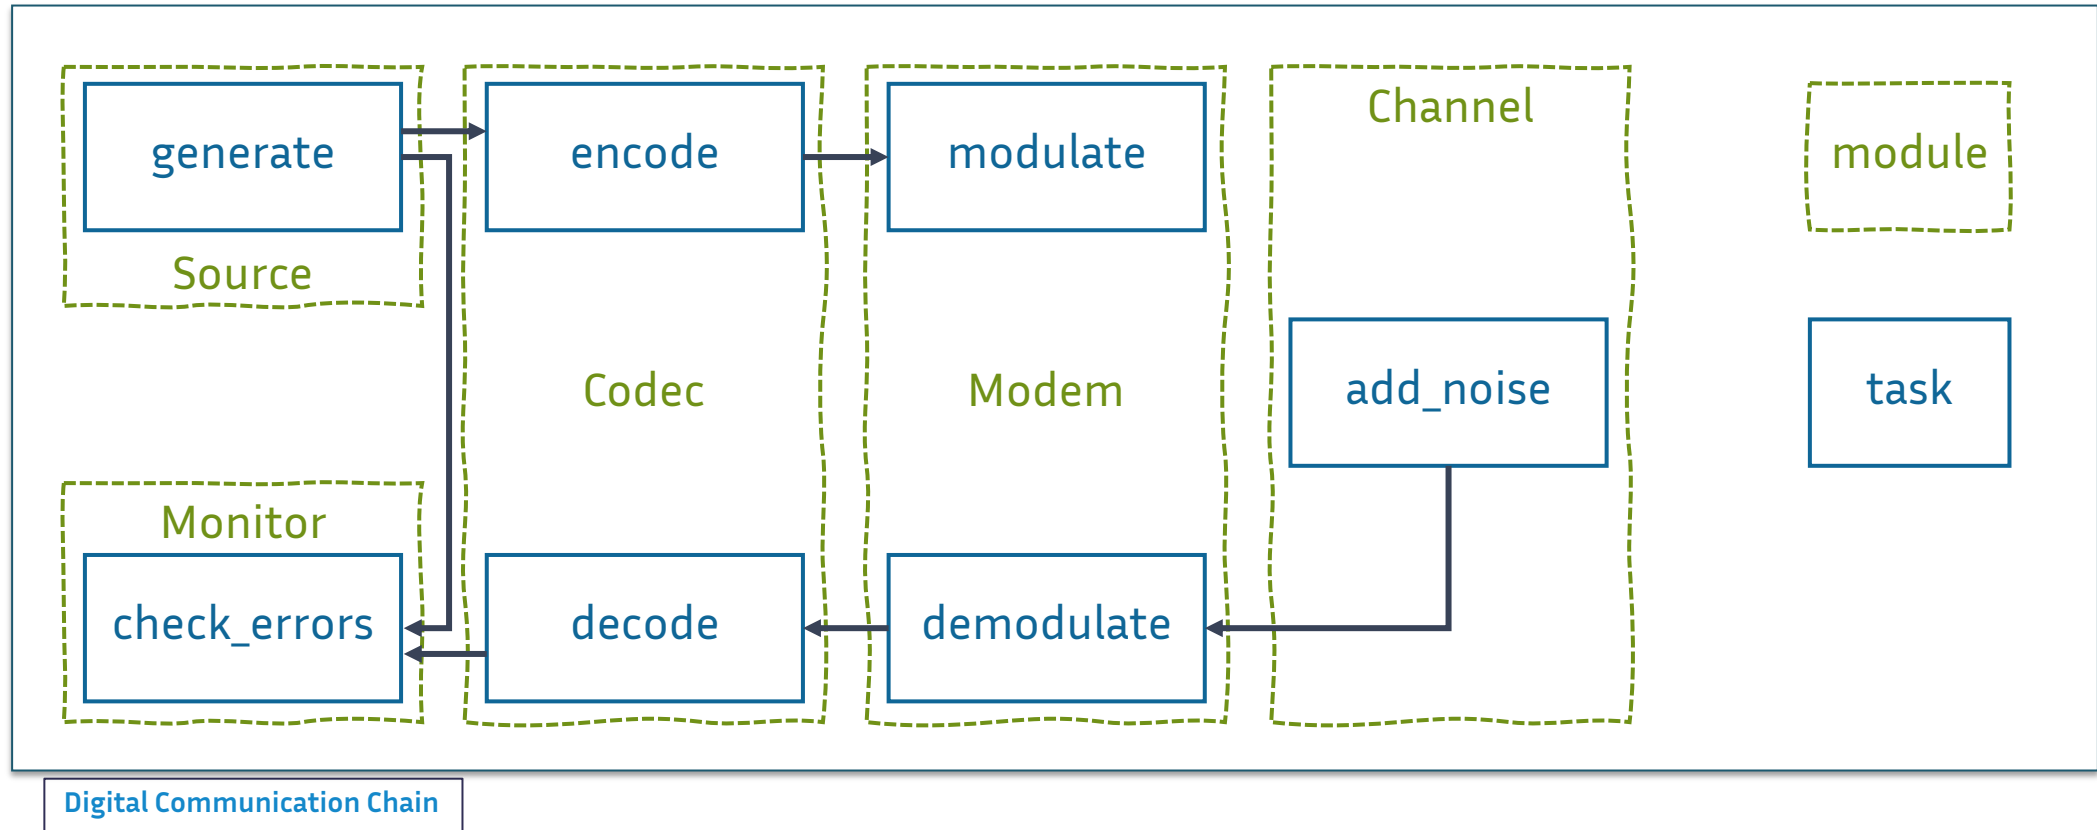 generate
encode
modulate
Channel
module
Source
Codec
Modem
add_noise
task
Monitor
check_errors
decode
demodulate
Digital Communication Chain